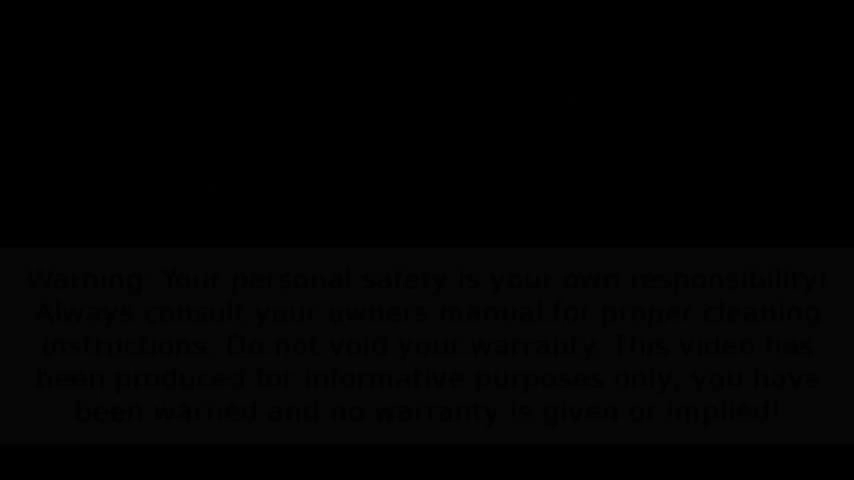 Warning: Your personal safety is your own responsibility!
Always consult your owners manual for proper cleaning
instructions. Do not void your warranty. This video has
been produced for informative purposes only, you have
been warned and no warranty is given or implied!